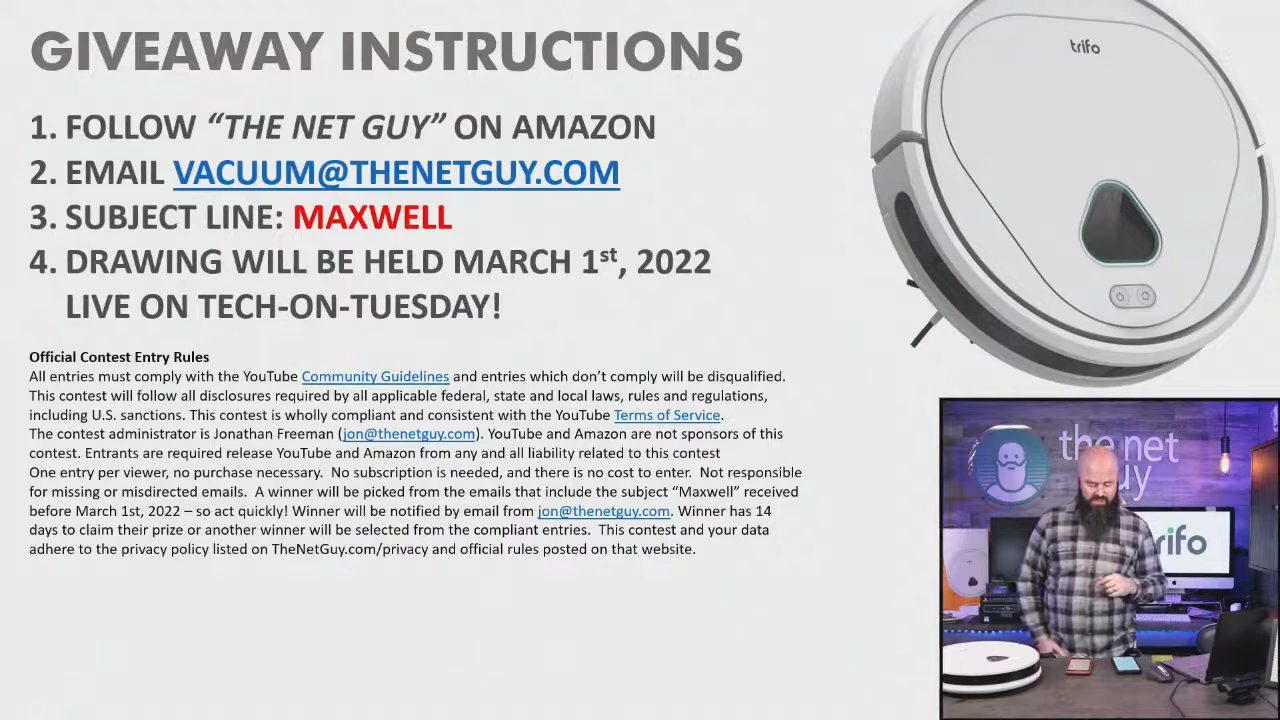 GIVEAWAY INSTRUCTIONS
trifo
1. FOLLOW “THE NET GUY” ON AMAZON
2. EMAIL VACUUM@THENETGUY.COM
3. SUBJECT LINE: MAXWELL
4. DRAWING WILL BE HELD MARCH 1st, 2022
LIVE ON TECH-ON-TUESDAY!
Official Contest Entry Rules
All entries must comply with the YouTube Community Guidelines and entries which don’t comply will be disqualified.
This contest will follow all disclosures required by all applicable federal, state and local laws, rules and regulations,
including U.S. sanctions. This contest is wholly compliant and consistent with the YouTube Terms of Service.
The contest administrator is Jonathan Freeman (jon@thenetguy.com). YouTube and Amazon are not sponsors of this
contest. Entrants are required release YouTube and Amazon from any and all liability related to this contest
One entry per viewer, no purchase necessary.  No subscription is needed, and there is no cost to enter.  Not responsible
for missing or misdirected emails.  A winner will be picked from the emails that include the subject “Maxwell” received
before March 1st, 2022 – so act quickly! Winner will be notified by email from jon@thenetguy.com. Winner has 14
days to claim their prize or another winner will be selected from the compliant entries.  This contest and your data
adhere to the privacy policy listed on TheNetGuy.com/privacy and official rules posted on that website.
the net
guy
rifo